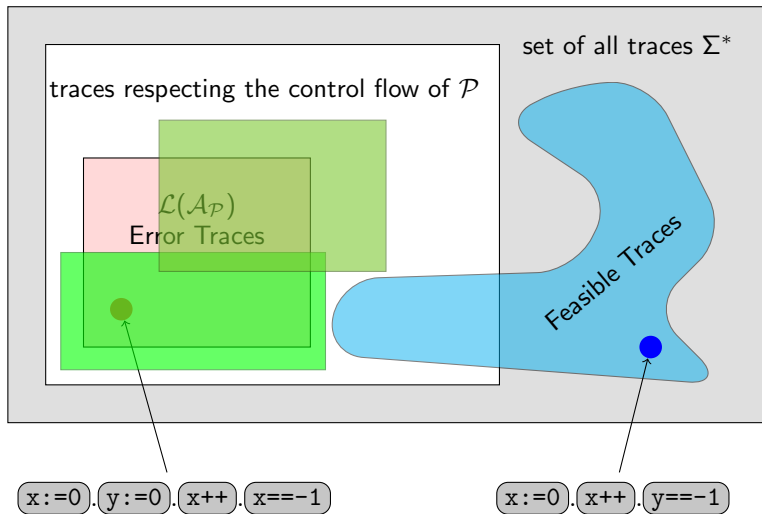 set of all traces Σ*
traces respecting the control flow of 𝒫
ℒ(𝒜_𝒫)
Error Traces
Feasible Traces
x:=0.y:=0.x++.x==-1
x:=0.x++.y==-1